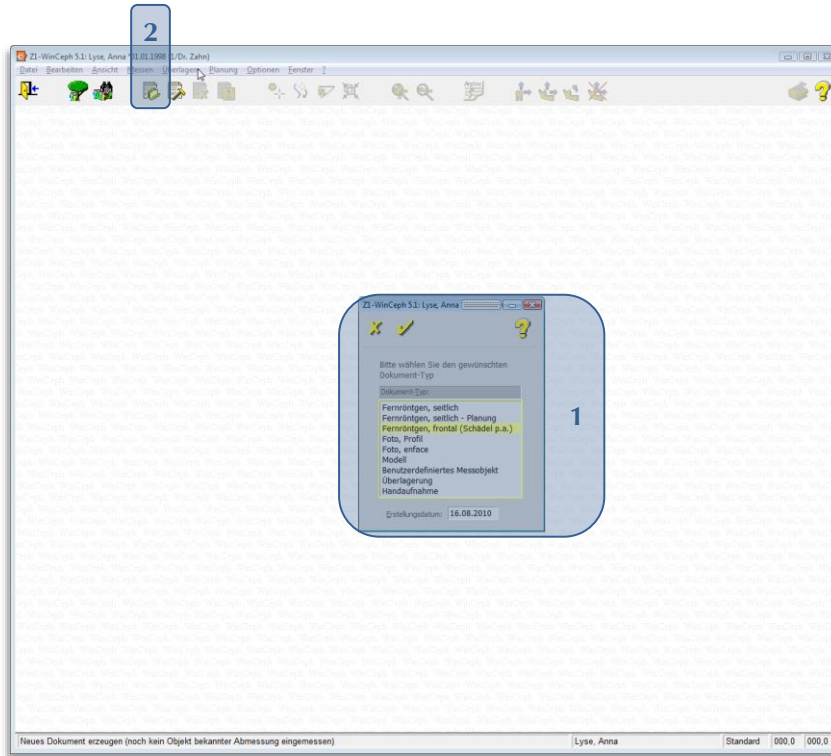 2
Z1-WinCeph 5.1: Lyse, Anna *01.01.1998 (1/Dr. Zahn)
Datei Bearbeiten Ansicht Messen Überlagern Planung Optionen Fenster ?
Z1-WinCeph 5.1: Lyse, Anna
Bitte wählen Sie den gewünschten
Dokument-Typ
Dokument-Typ:
Fernröntgen, seitlich
Fernröntgen, seitlich - Planung
Fernröntgen, frontal (Schädel p.a.)
Foto, Profil
Foto, enface
Modell
Benutzerdefiniertes Messobjekt
Überlagerung
Handaufnahme
Erstellungsdatum: 16.08.2010
1
Neues Dokument erzeugen (noch kein Objekt bekannter Abmessung eingemessen) Lyse, Anna Standard 000,0 000,0